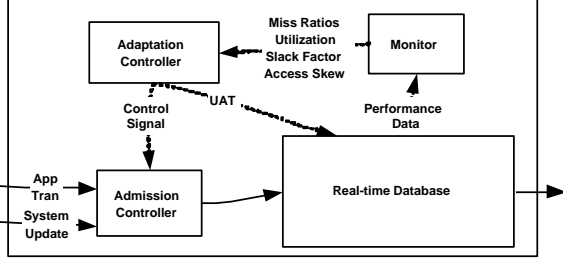 Miss Ratios
Utilization
Slack Factor
Access Skew
Adaptation
Controller
Monitor
Control
Signal
UAT
Performance
Data
App
Tran
System
Update
Admission
Controller
Real-time Database